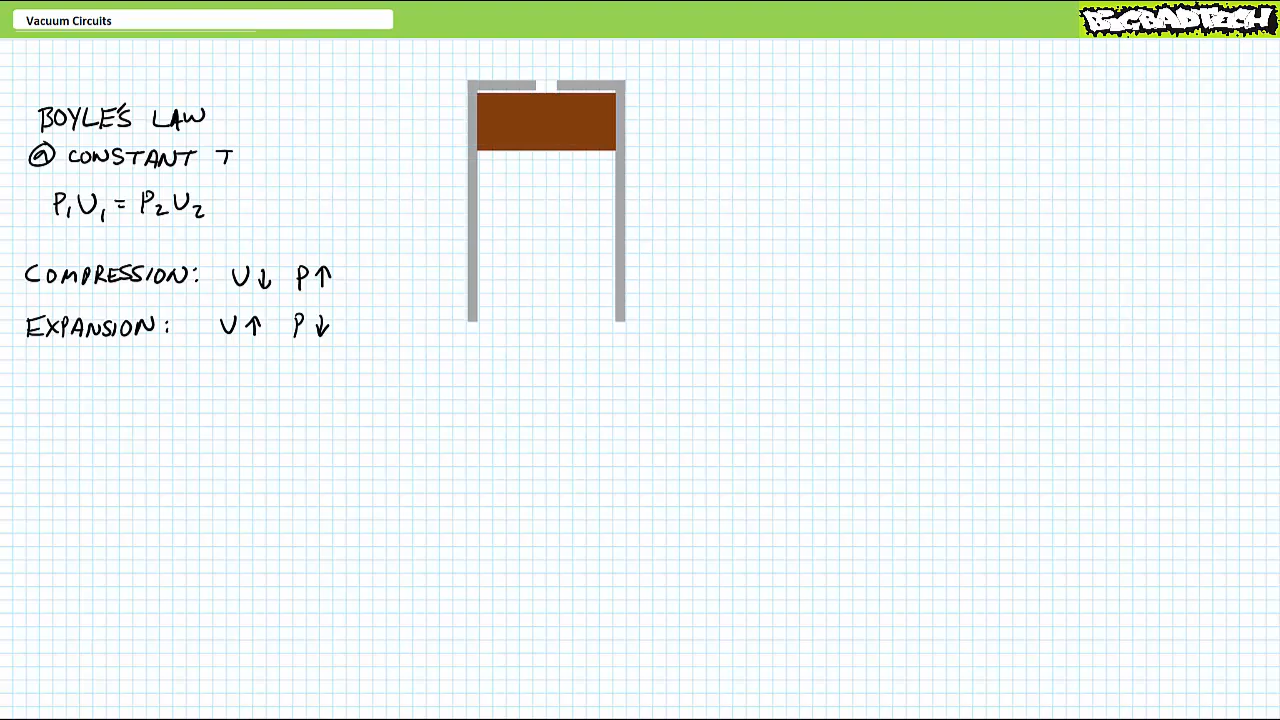 Vacuum Circuits
BIGBADTECH
BOYLE'S LAW
@ CONSTANT T
P₁V₁ = P₂V₂
COMPRESSION: V↓ P↑
EXPANSION: V↑ P↓